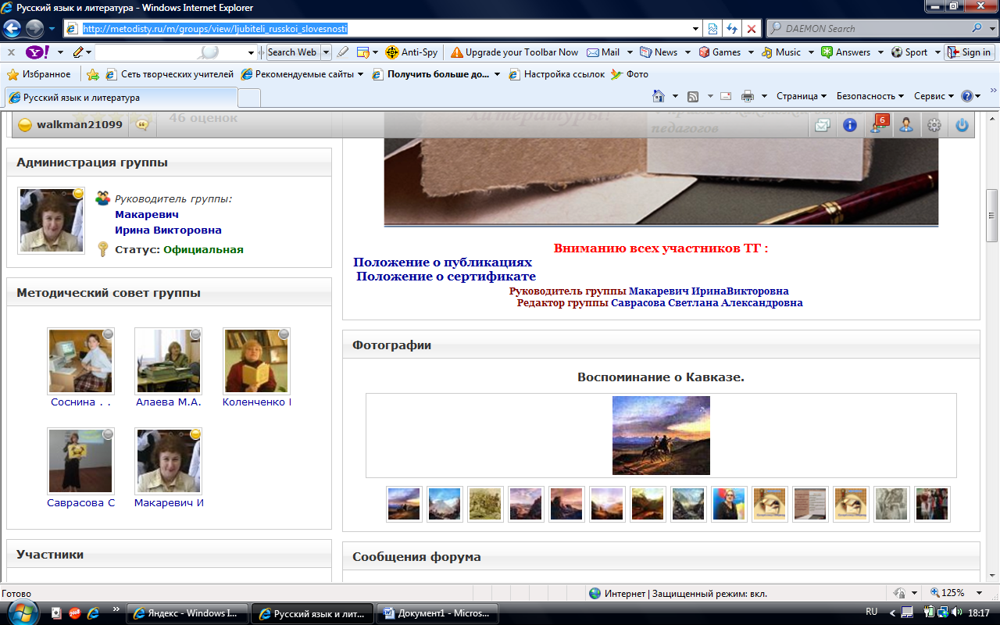 Русский язык и литература - Windows Internet Explorer
http://metodisty.ru/m/groups/view/ljubiteli_russkoi_slovesnosti
DAEMON Search
Search Web
Anti-Spy
Upgrade your Toolbar Now
Mail
News
Games
Music
Answers
Sport
Sign in
Избранное
Сеть творческих учителей
Рекомендуемые сайты
Получить больше до...
Настройка ссылок
Фото
Русский язык и литература
Страница
Безопасность
Сервис
walkman21099
46 оценок
6
литературы!
педагогов
Администрация группы
Руководитель группы:
Макаревич
Ирина Викторовна
Статус: Официальная
Методический совет группы
Соснина . .
Алаева М.А.
Коленченко
Саврасова С
Макаревич И
Участники
Вниманию всех участников ТГ :
Положение о публикациях
Положение о сертификате
Руководитель группы Макаревич ИринаВикторовна
Редактор группы Саврасова Светлана Александровна
Фотографии
Воспоминание о Кавказе.
Сообщения форума
Готово
Интернет | Защищенный режим: вкл.
125%
Яндекс - Windows I...
Русский язык и лит...
Документ1 - Micros...
RU
18:17